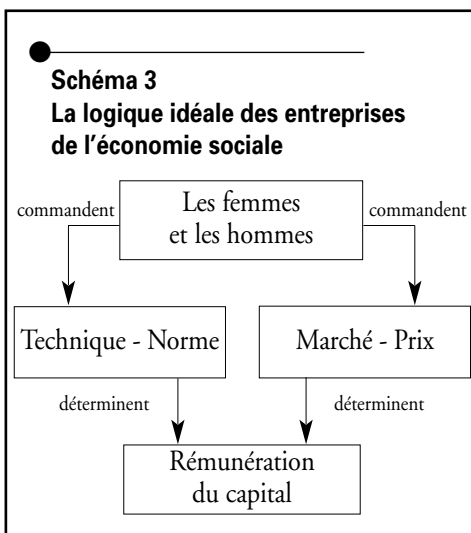 Schéma 3
La logique idéale des entreprises
de l'économie sociale
commandent
Les femmes
et les hommes
commandent
Technique - Norme
Marché - Prix
déterminent
déterminent
Rémunération
du capital